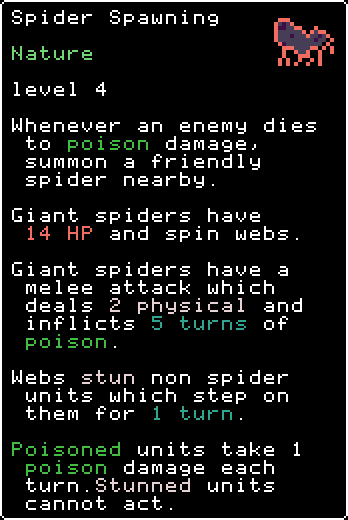 Spider Spawning
Nature
level 4
Whenever an enemy dies
to poison damage,
summon a friendly
spider nearby.
Giant spiders have
14 HP and spin webs.
Giant spiders have a
melee attack which
deals 2 physical and
inflicts 5 turns of
poison.
Webs stun non spider
units which step on
them for 1 turn.
Poisoned units take 1
poison damage each
turn.Stunned units
cannot act.